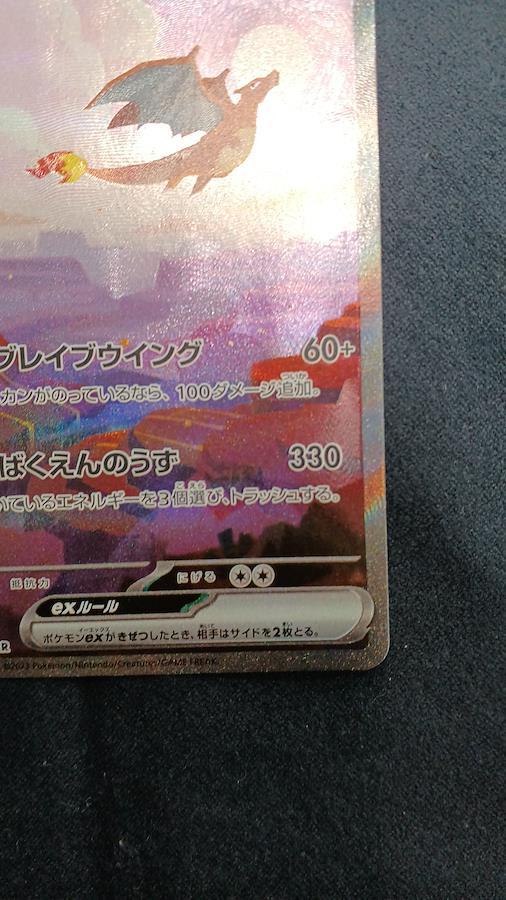 ブレイブウイング 60+
カンがのっているなら、100ダメージ追加。
ばくえんのうず 330
いているエネルギーを3個選び、トラッシュする。
抵抗力 にげる
exルール
ポケモンexがきぜつしたとき、相手はサイドを2枚とる。
R
©2023 Pokémon/Nintendo/Creatures/GAME FREAK.